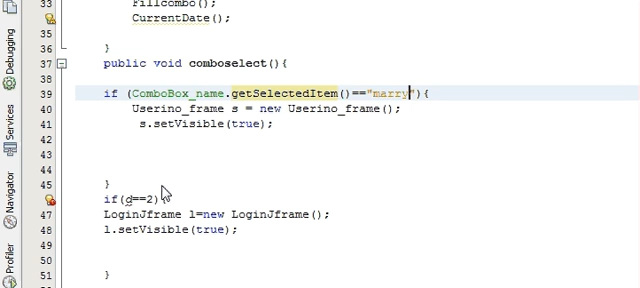 33 Fillcombo();
CurrentDate();
35
36 }
37 public void comboselect(){
38
39 if (ComboBox_name.getSelectedItem()=="marry"){
40 Userino_frame s = new Userino_frame();
41 s.setVisible(true);
42
43
44
45 }
if(d==2)
47 LoginJframe l=new LoginJframe();
48 l.setVisible(true);
49
50
51 }
Debugging
Services
Navigator
Profiler